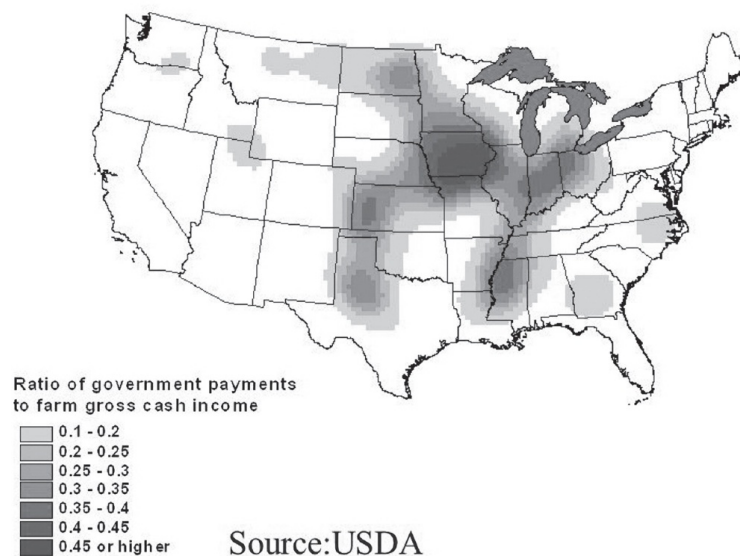 Ratio of government payments
to farm gross cash income
0.1 - 0.2
0.2 - 0.25
0.25 - 0.3
0.3 - 0.35
0.35 - 0.4
0.4 - 0.45
0.45 or higher
Source:USDA